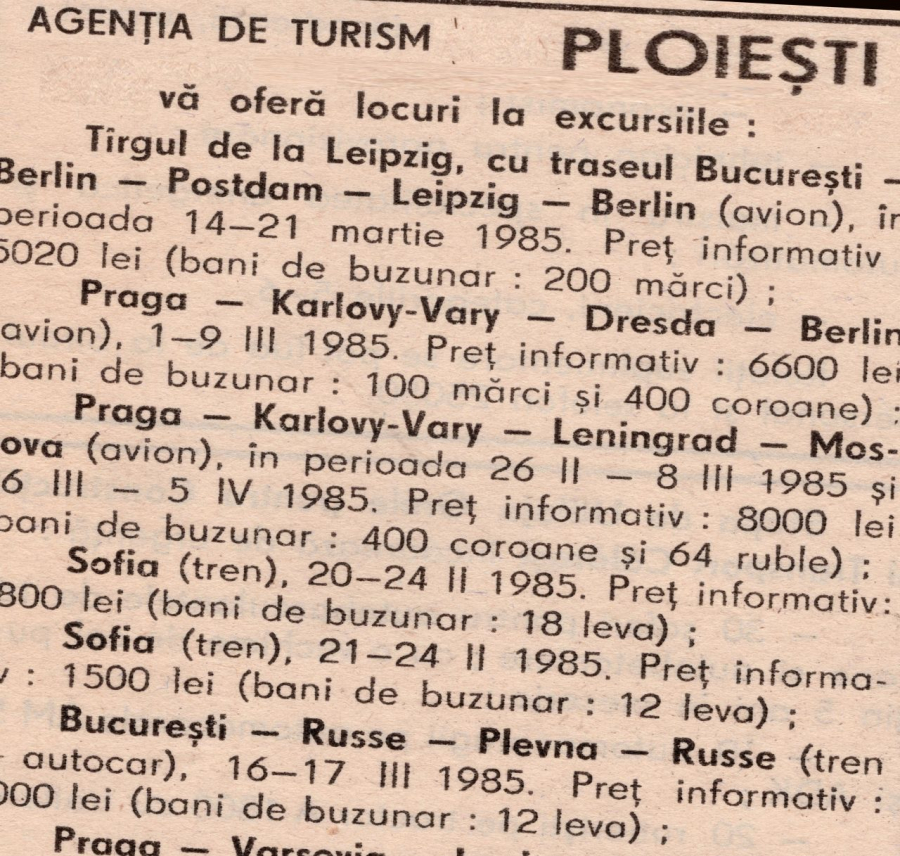 AGENȚIA DE TURISM PLOIEȘTI
vă oferă locuri la excursiile :
Tîrgul de la Leipzig, cu traseul București —
Berlin — Postdam — Leipzig — Berlin (avion), în
perioada 14—21 martie 1985. Preț informativ
5020 lei (bani de buzunar : 200 mărci) ;
Praga — Karlovy-Vary — Dresda — Berlin
avion), 1—9 III 1985. Preț informativ : 6600 lei
bani de buzunar : 100 mărci și 400 coroane) ;
Praga — Karlovy-Vary — Leningrad — Mos-
ova (avion), în perioada 26 II — 8 III 1985 și
6 III — 5 IV 1985. Preț informativ : 8000 lei
bani de buzunar : 400 coroane și 64 ruble) ;
Sofia (tren), 20—24 II 1985. Preț informativ:
800 lei (bani de buzunar : 18 leva) ;
Sofia (tren), 21—24 II 1985. Preț informa-
v : 1500 lei (bani de buzunar : 12 leva) ;
București — Russe — Plevna — Russe (tren
autocar), 16—17 III 1985. Preț informativ :
000 lei (bani de buzunar : 12 leva) ;
Praga — Varsovia